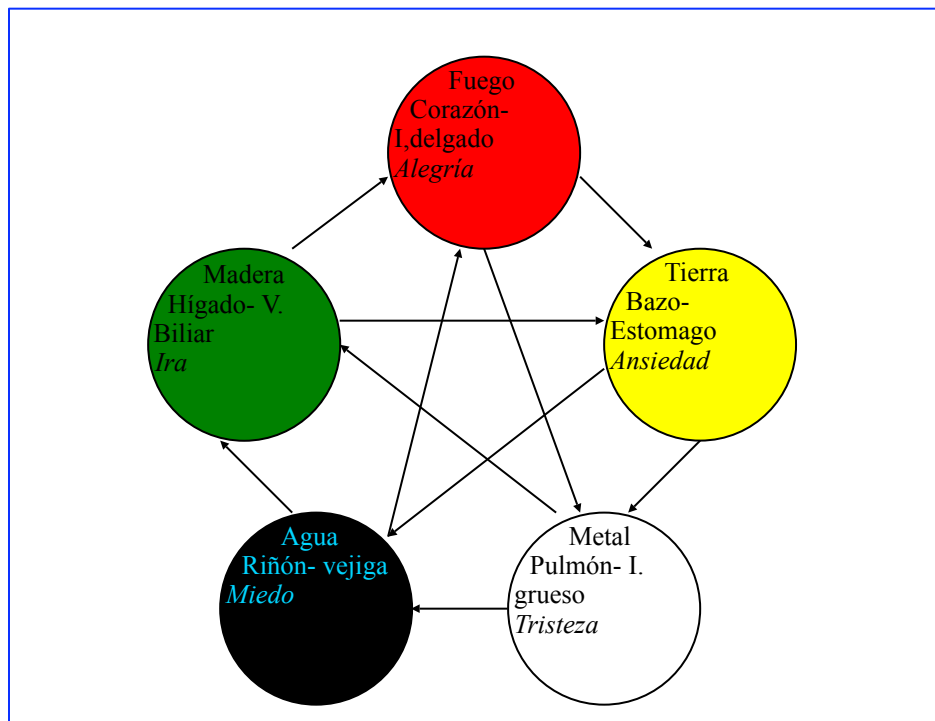 Fuego
Corazón-
I,delgado
Alegría
Madera
Hígado- V.
Biliar
Ira
Tierra
Bazo-
Estomago
Ansiedad
Agua
Riñón- vejiga
Miedo
Metal
Pulmón- I.
grueso
Tristeza